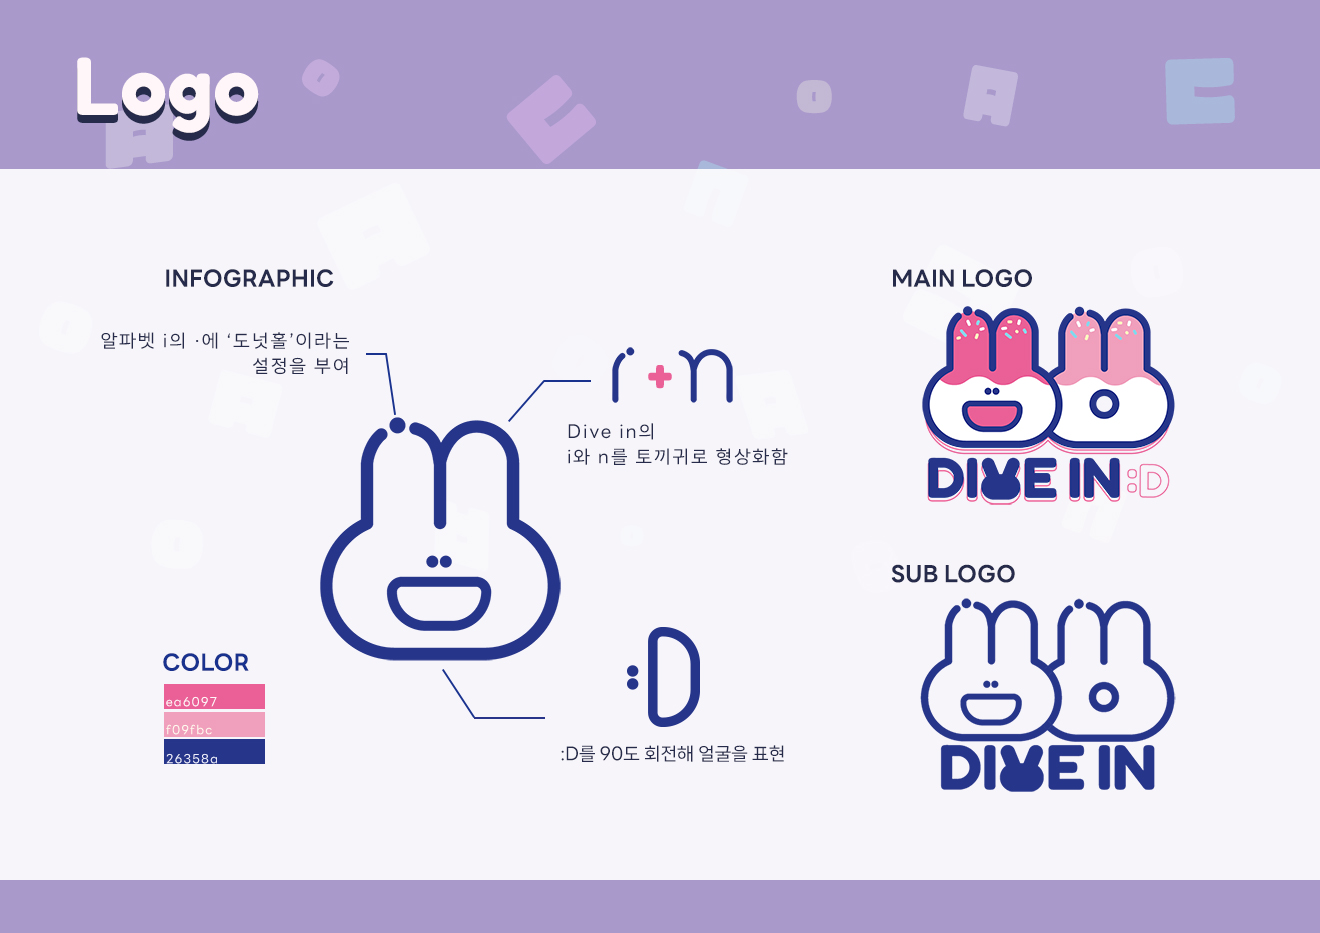 Logo
INFOGRAPHIC
알파벳 i의 ·에 ‘도넛홀’이라는
설정을 부여
i + n
Dive in의
i와 n를 토끼귀로 형상화함
:D
:D를 90도 회전해 얼굴을 표현
COLOR
ea6097
f09fbc
26358a
MAIN LOGO
DIVE IN :D
SUB LOGO
DIVE IN